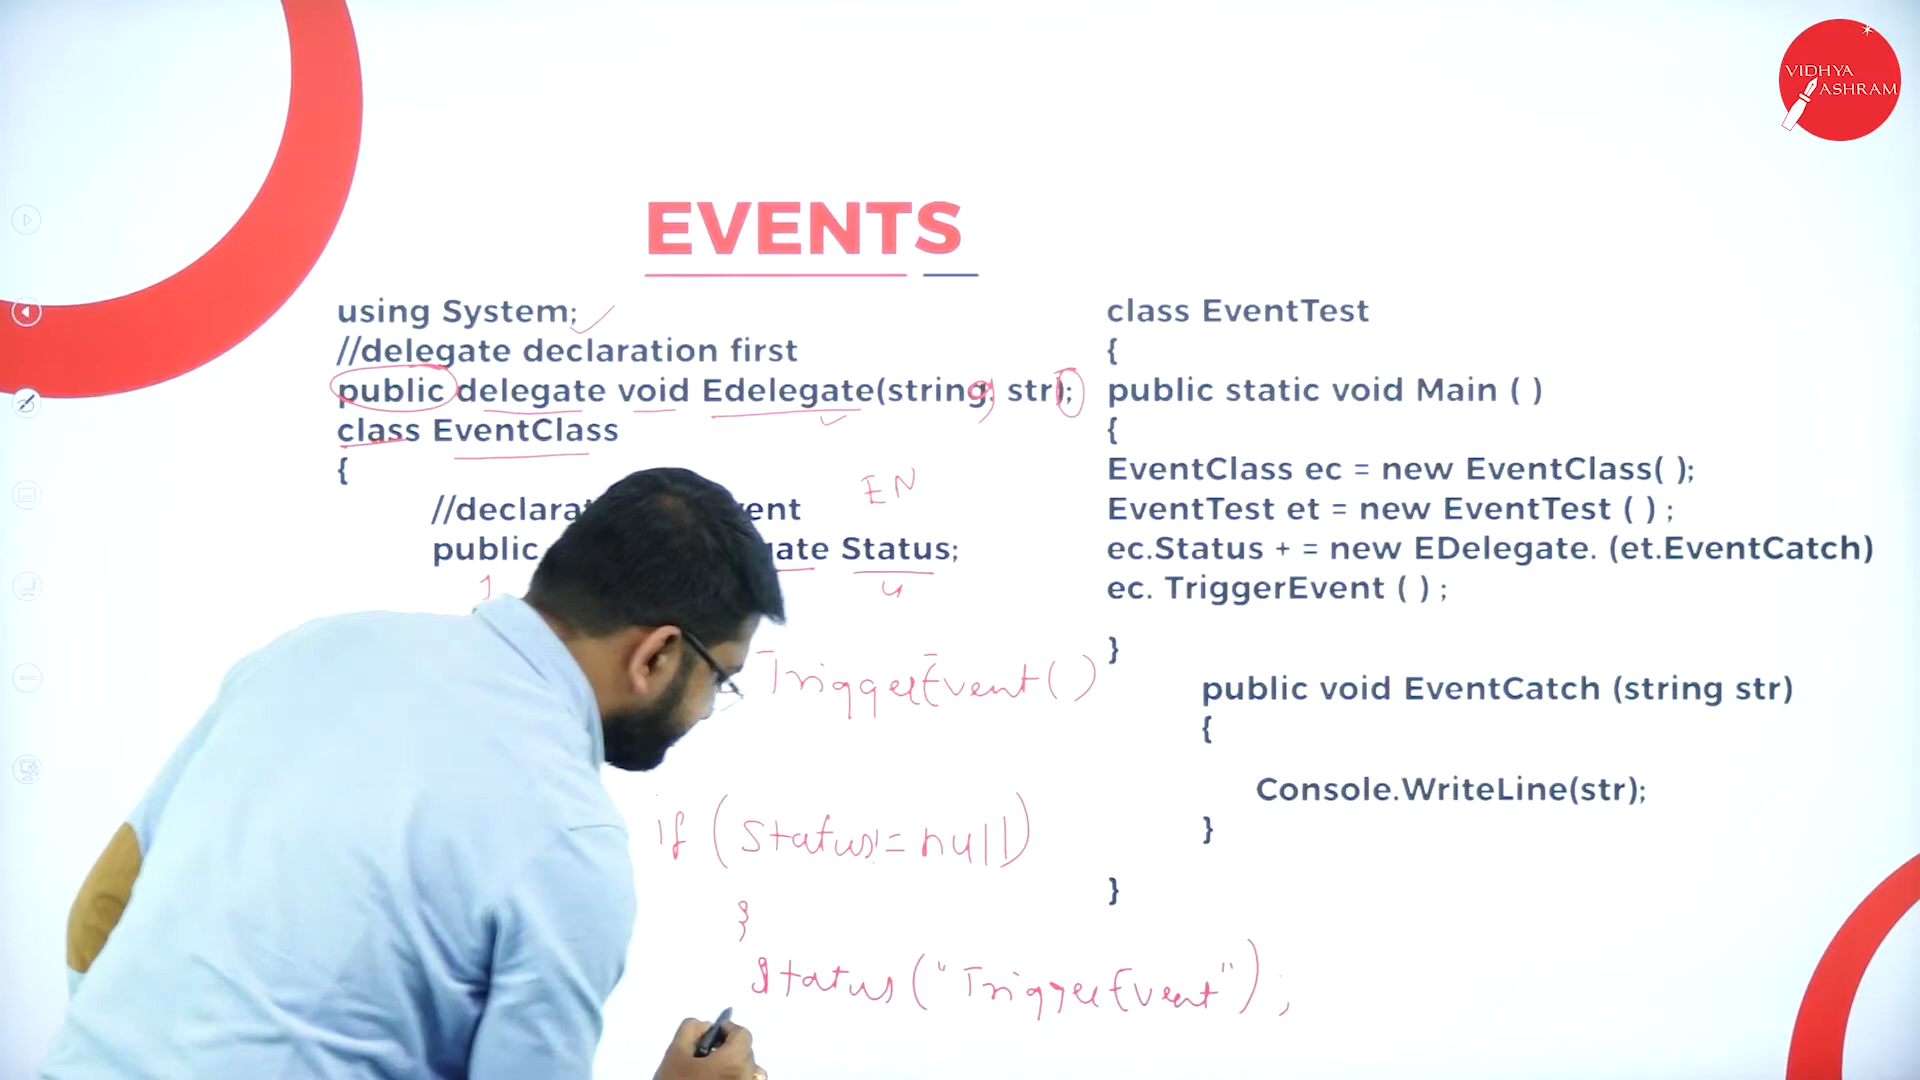 VIDHYA
ASHRAM
EVENTS
using System;
//delegate declaration first
public delegate void Edelegate(string str);
class EventClass
{
//declara ent
EN
public ate Status;
1
4
TriggerEvent()
if (Status!=null)
}
Status("TriggerEvent");
class EventTest
{
public static void Main ( )
{
EventClass ec = new EventClass( );
EventTest et = new EventTest ( ) ;
ec.Status + = new EDelegate. (et.EventCatch)
ec. TriggerEvent ( ) ;
}
public void EventCatch (string str)
{
Console.WriteLine(str);
}
}